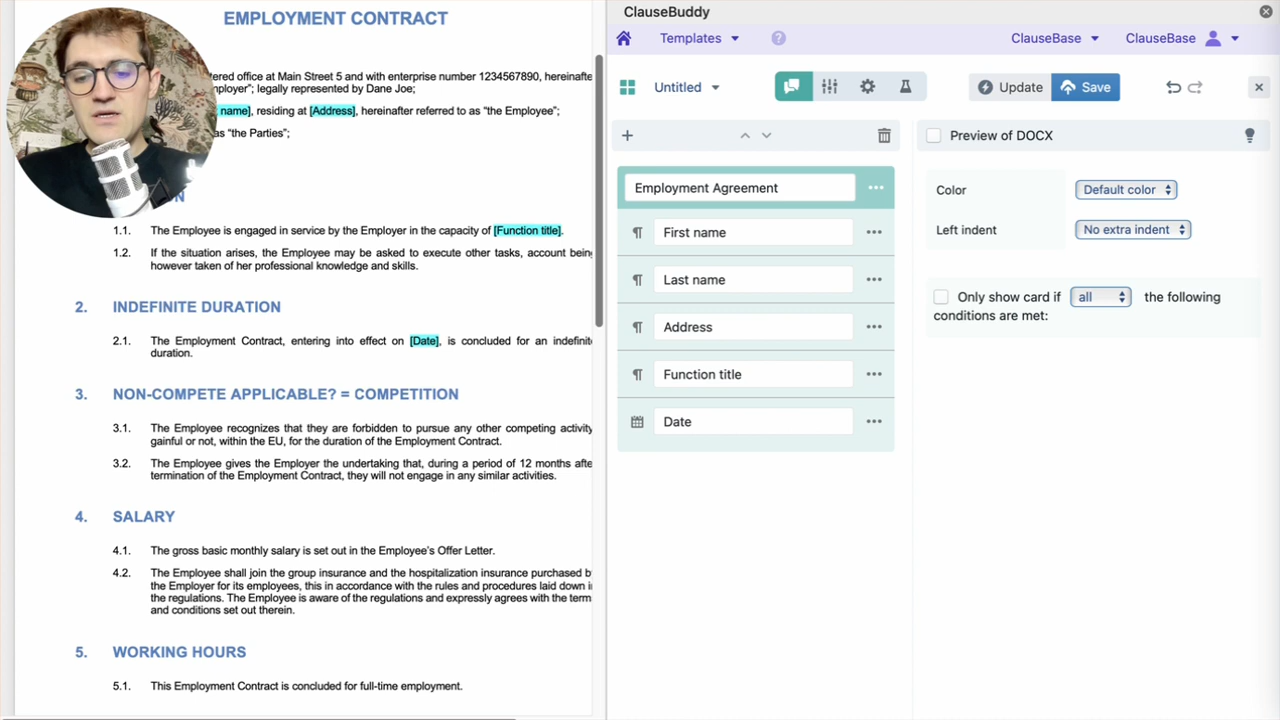 EMPLOYMENT CONTRACT
tered office at Main Street 5 and with enterprise number 1234567890, hereinafte
nployer"; legally represented by Dane Joe;
name], residing at [Address], hereinafter referred to as "the Employee";
as "the Parties";
N
1.1. The Employee is engaged in service by the Employer in the capacity of [Function title].
1.2. If the situation arises, the Employee may be asked to execute other tasks, account being
however taken of her professional knowledge and skills.
2. INDEFINITE DURATION
2.1. The Employment Contract, entering into effect on [Date], is concluded for an indefinite
duration.
3. NON-COMPETE APPLICABLE? = COMPETITION
3.1. The Employee recognizes that they are forbidden to pursue any other competing activity
gainful or not, within the EU, for the duration of the Employment Contract.
3.2. The Employee gives the Employer the undertaking that, during a period of 12 months afte
termination of the Employment Contract, they will not engage in any similar activities.
4. SALARY
4.1. The gross basic monthly salary is set out in the Employee's Offer Letter.
4.2. The Employee shall join the group insurance and the hospitalization insurance purchased b
the Employer for its employees, this in accordance with the rules and procedures laid down i
the regulations. The Employee is aware of the regulations and expressly agrees with the term
and conditions set out therein.
5. WORKING HOURS
5.1. This Employment Contract is concluded for full-time employment.
ClauseBuddy
Templates ? ClauseBase ClauseBase
Untitled Update Save
Preview of DOCX
Employment Agreement
First name
Last name
Address
Function title
Date
Color Default color
Left indent No extra indent
Only show card if all the following
conditions are met: